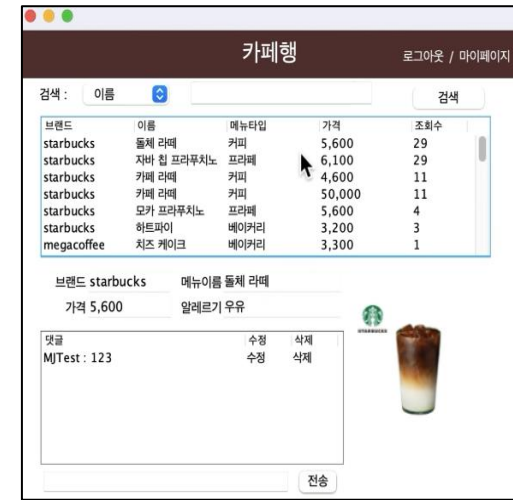 카페행
로그아웃 / 마이페이지
검색 : 이름 검색
브랜드 이름 메뉴타입 가격 조회수
starbucks 돌체 라떼 커피 5,600 29
starbucks 자바 칩 프라푸치노 프라페 6,100 29
starbucks 카페 라떼 커피 4,600 11
starbucks 카페 라떼 커피 50,000 11
starbucks 모카 프라푸치노 프라페 5,600 4
starbucks 하트파이 베이커리 3,200 3
megacoffee 치즈 케이크 베이커리 3,300 1
브랜드 starbucks 메뉴이름 돌체 라떼
가격 5,600 알레르기 우유
STARBUCKS
댓글 수정 삭제
MJTest : 123 수정 삭제
전송